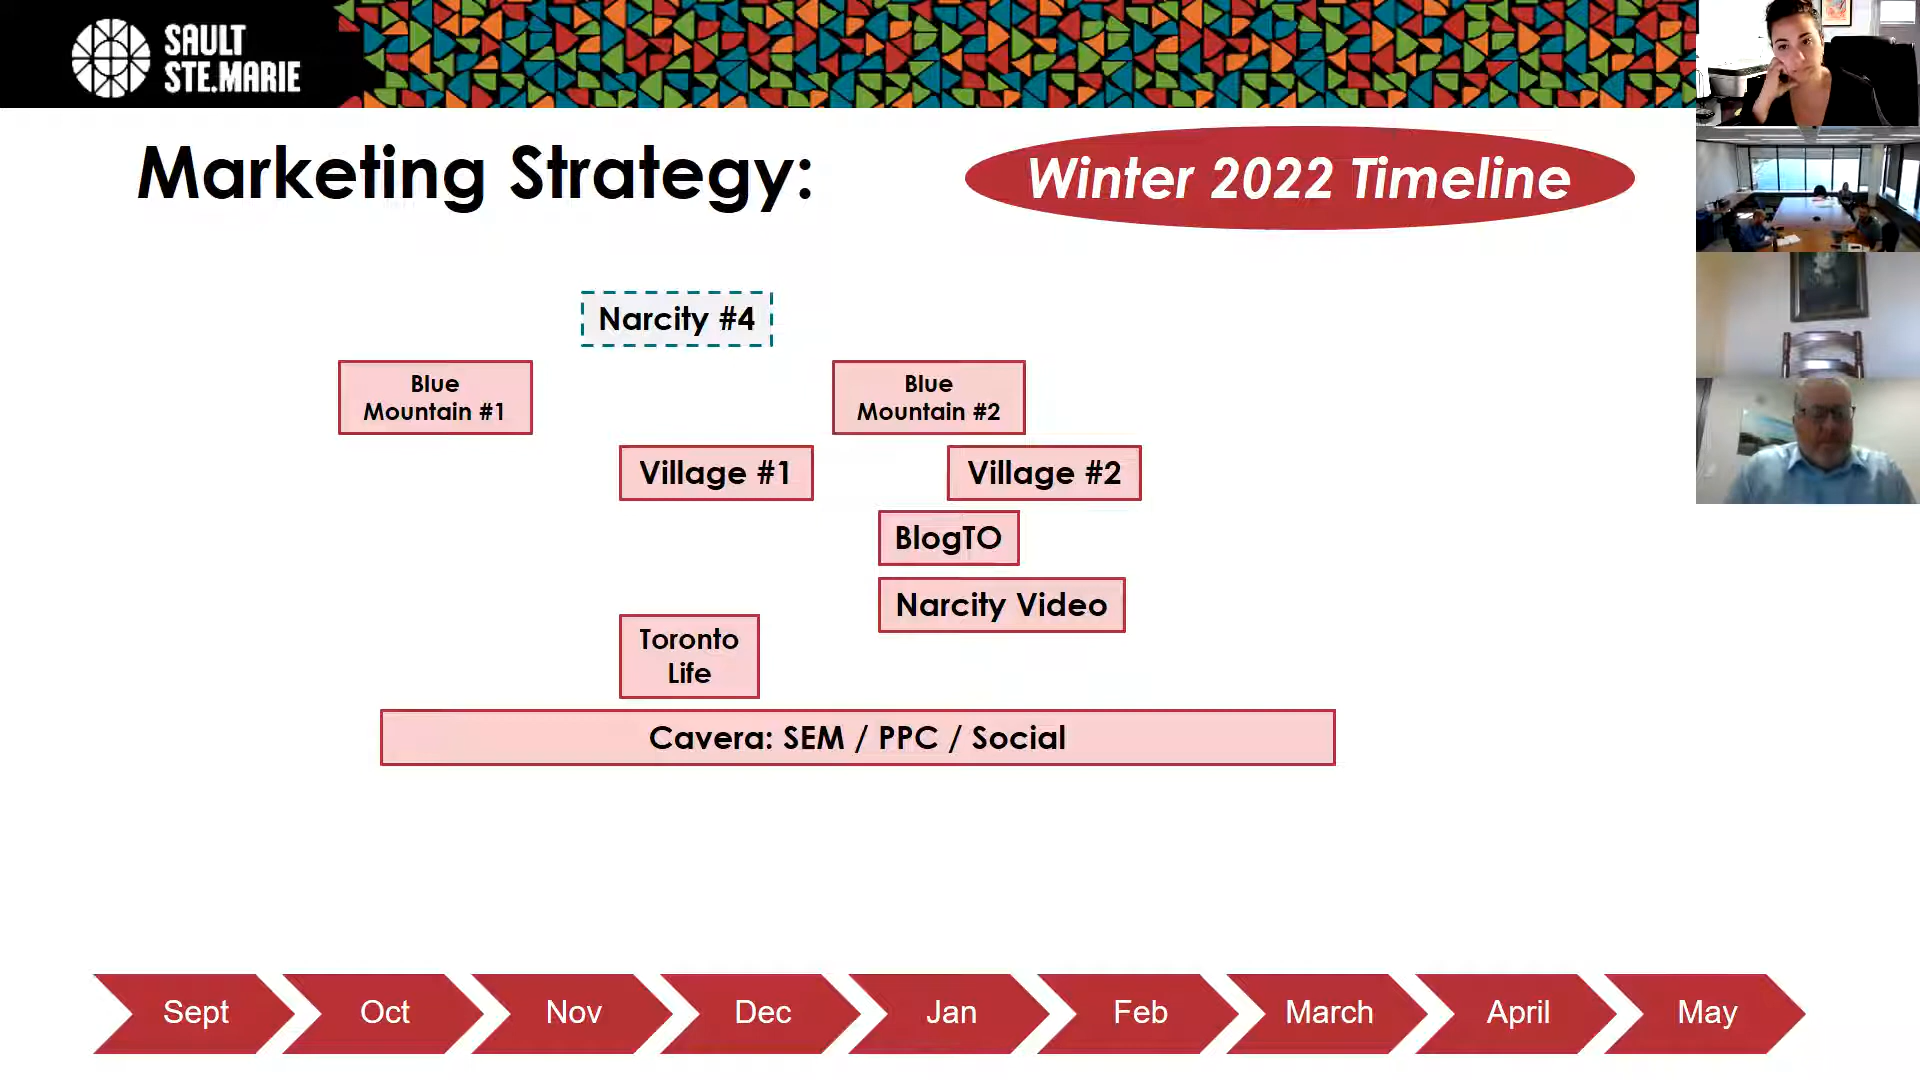 SAULT
STE.MARIE
Marketing Strategy:
Winter 2022 Timeline
Narcity #4
Blue
Mountain #1
Blue
Mountain #2
Village #1
Village #2
BlogTO
Narcity Video
Toronto
Life
Cavera: SEM / PPC / Social
Sept
Oct
Nov
Dec
Jan
Feb
March
April
May